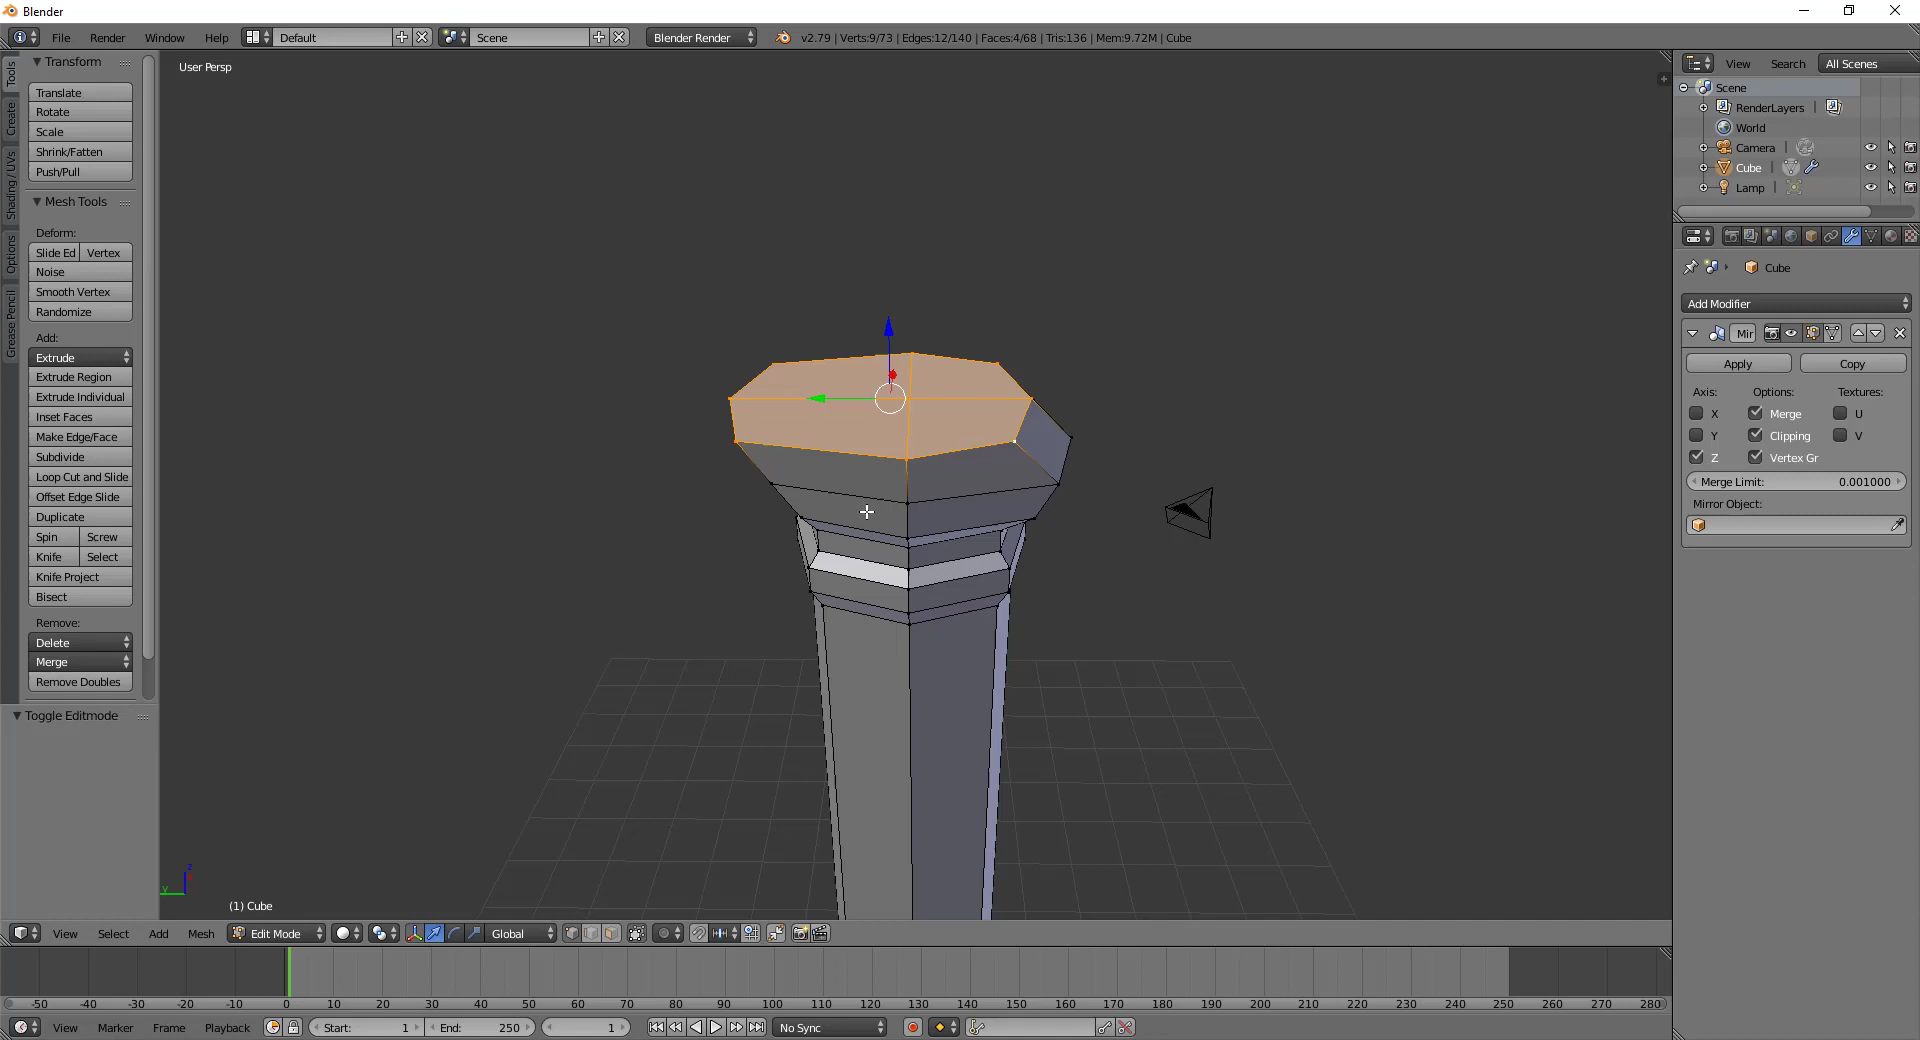 Blender
File Render Window Help Default Scene Blender Render v2.79 | Verts:9/73 | Edges:12/140 | Faces:4/68 | Tris:136 | Mem:9.72M | Cube
Tools
Create
Shading / UVs
Options
Grease Pencil
Transform
Translate
Rotate
Scale
Shrink/Fatten
Push/Pull
Mesh Tools
Deform:
Slide Ed Vertex
Noise
Smooth Vertex
Randomize
Add:
Extrude
Extrude Region
Extrude Individual
Inset Faces
Make Edge/Face
Subdivide
Loop Cut and Slide
Offset Edge Slide
Duplicate
Spin Screw
Knife Select
Knife Project
Bisect
Remove:
Delete
Merge
Remove Doubles
Toggle Editmode
User Persp
z
y
(1) Cube
View Search All Scenes
Scene
RenderLayers
World
Camera
Cube
Lamp
Cube
Add Modifier
Mir
Apply Copy
Axis: Options: Textures:
X Merge U
Y Clipping V
Z Vertex Gr
Merge Limit: 0.001000
Mirror Object:
View Select Add Mesh Edit Mode Global
-50 -40 -30 -20 -10 0 10 20 30 40 50 60 70 80 90 100 110 120 130 140 150 160 170 180 190 200 210 220 230 240 250 260 270 280
View Marker Frame Playback Start: 1 End: 250 1 No Sync